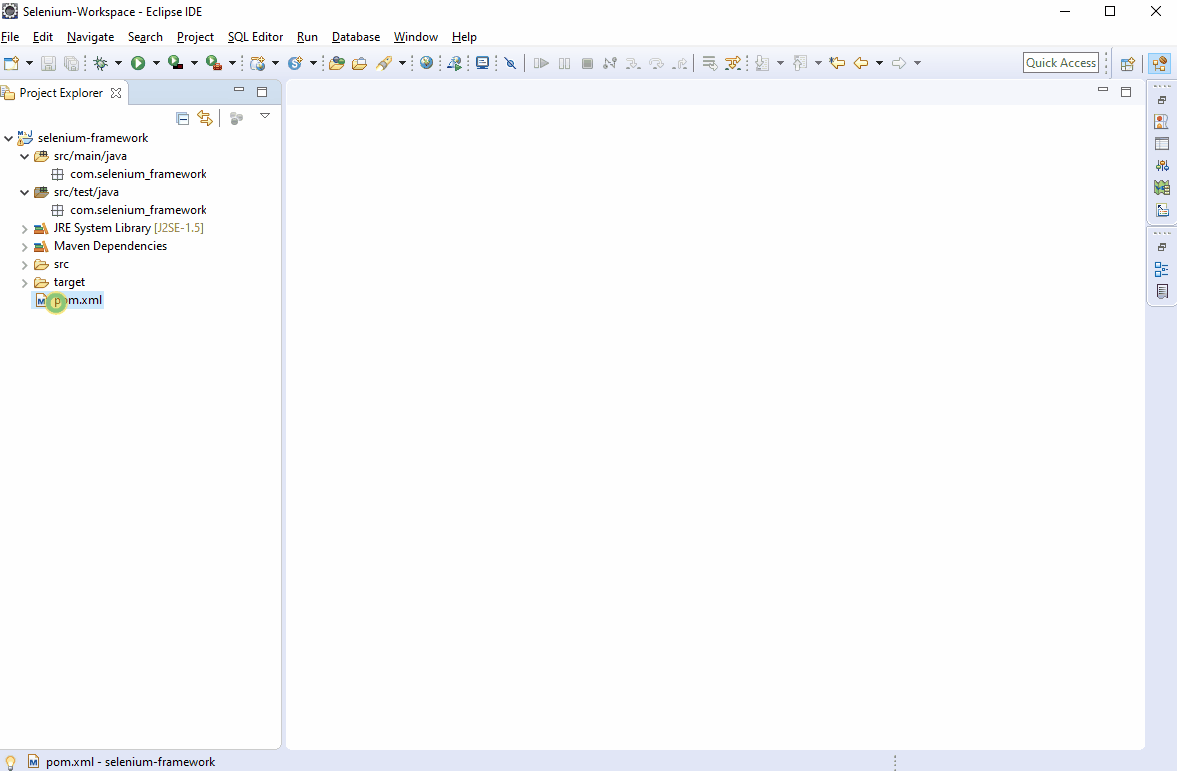 Selenium-Workspace - Eclipse IDE
File Edit Navigate Search Project SQL Editor Run Database Window Help
Quick Access
Project Explorer
selenium-framework
src/main/java
com.selenium_framework
src/test/java
com.selenium_framework
JRE System Library [J2SE-1.5]
Maven Dependencies
src
target
pom.xml
pom.xml - selenium-framework